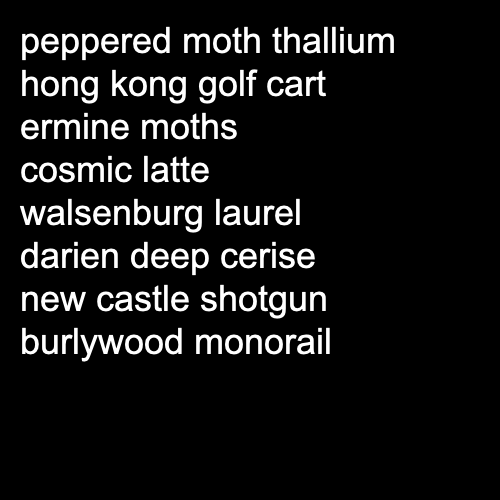 peppered moth thallium
hong kong golf cart
ermine moths
cosmic latte
walsenburg laurel
darien deep cerise
new castle shotgun
burlywood monorail